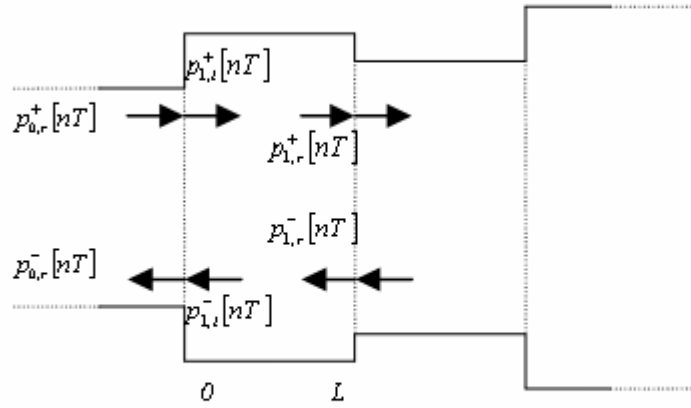 p⁺₁,ₗ[nT]
p⁺₀,ᵣ[nT]
p⁺₁,ᵣ[nT]
p⁻₁,ᵣ[nT]
p⁻₀,ᵣ[nT]
p⁻₁,ₗ[nT]
0 L